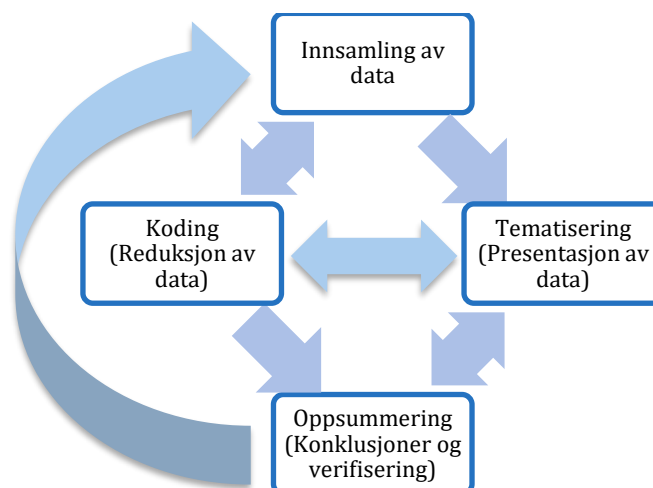 Innsamling av
data
Koding
(Reduksjon av
data)
Tematisering
(Presentasjon av
data)
Oppsummering
(Konklusjoner og
verifisering)